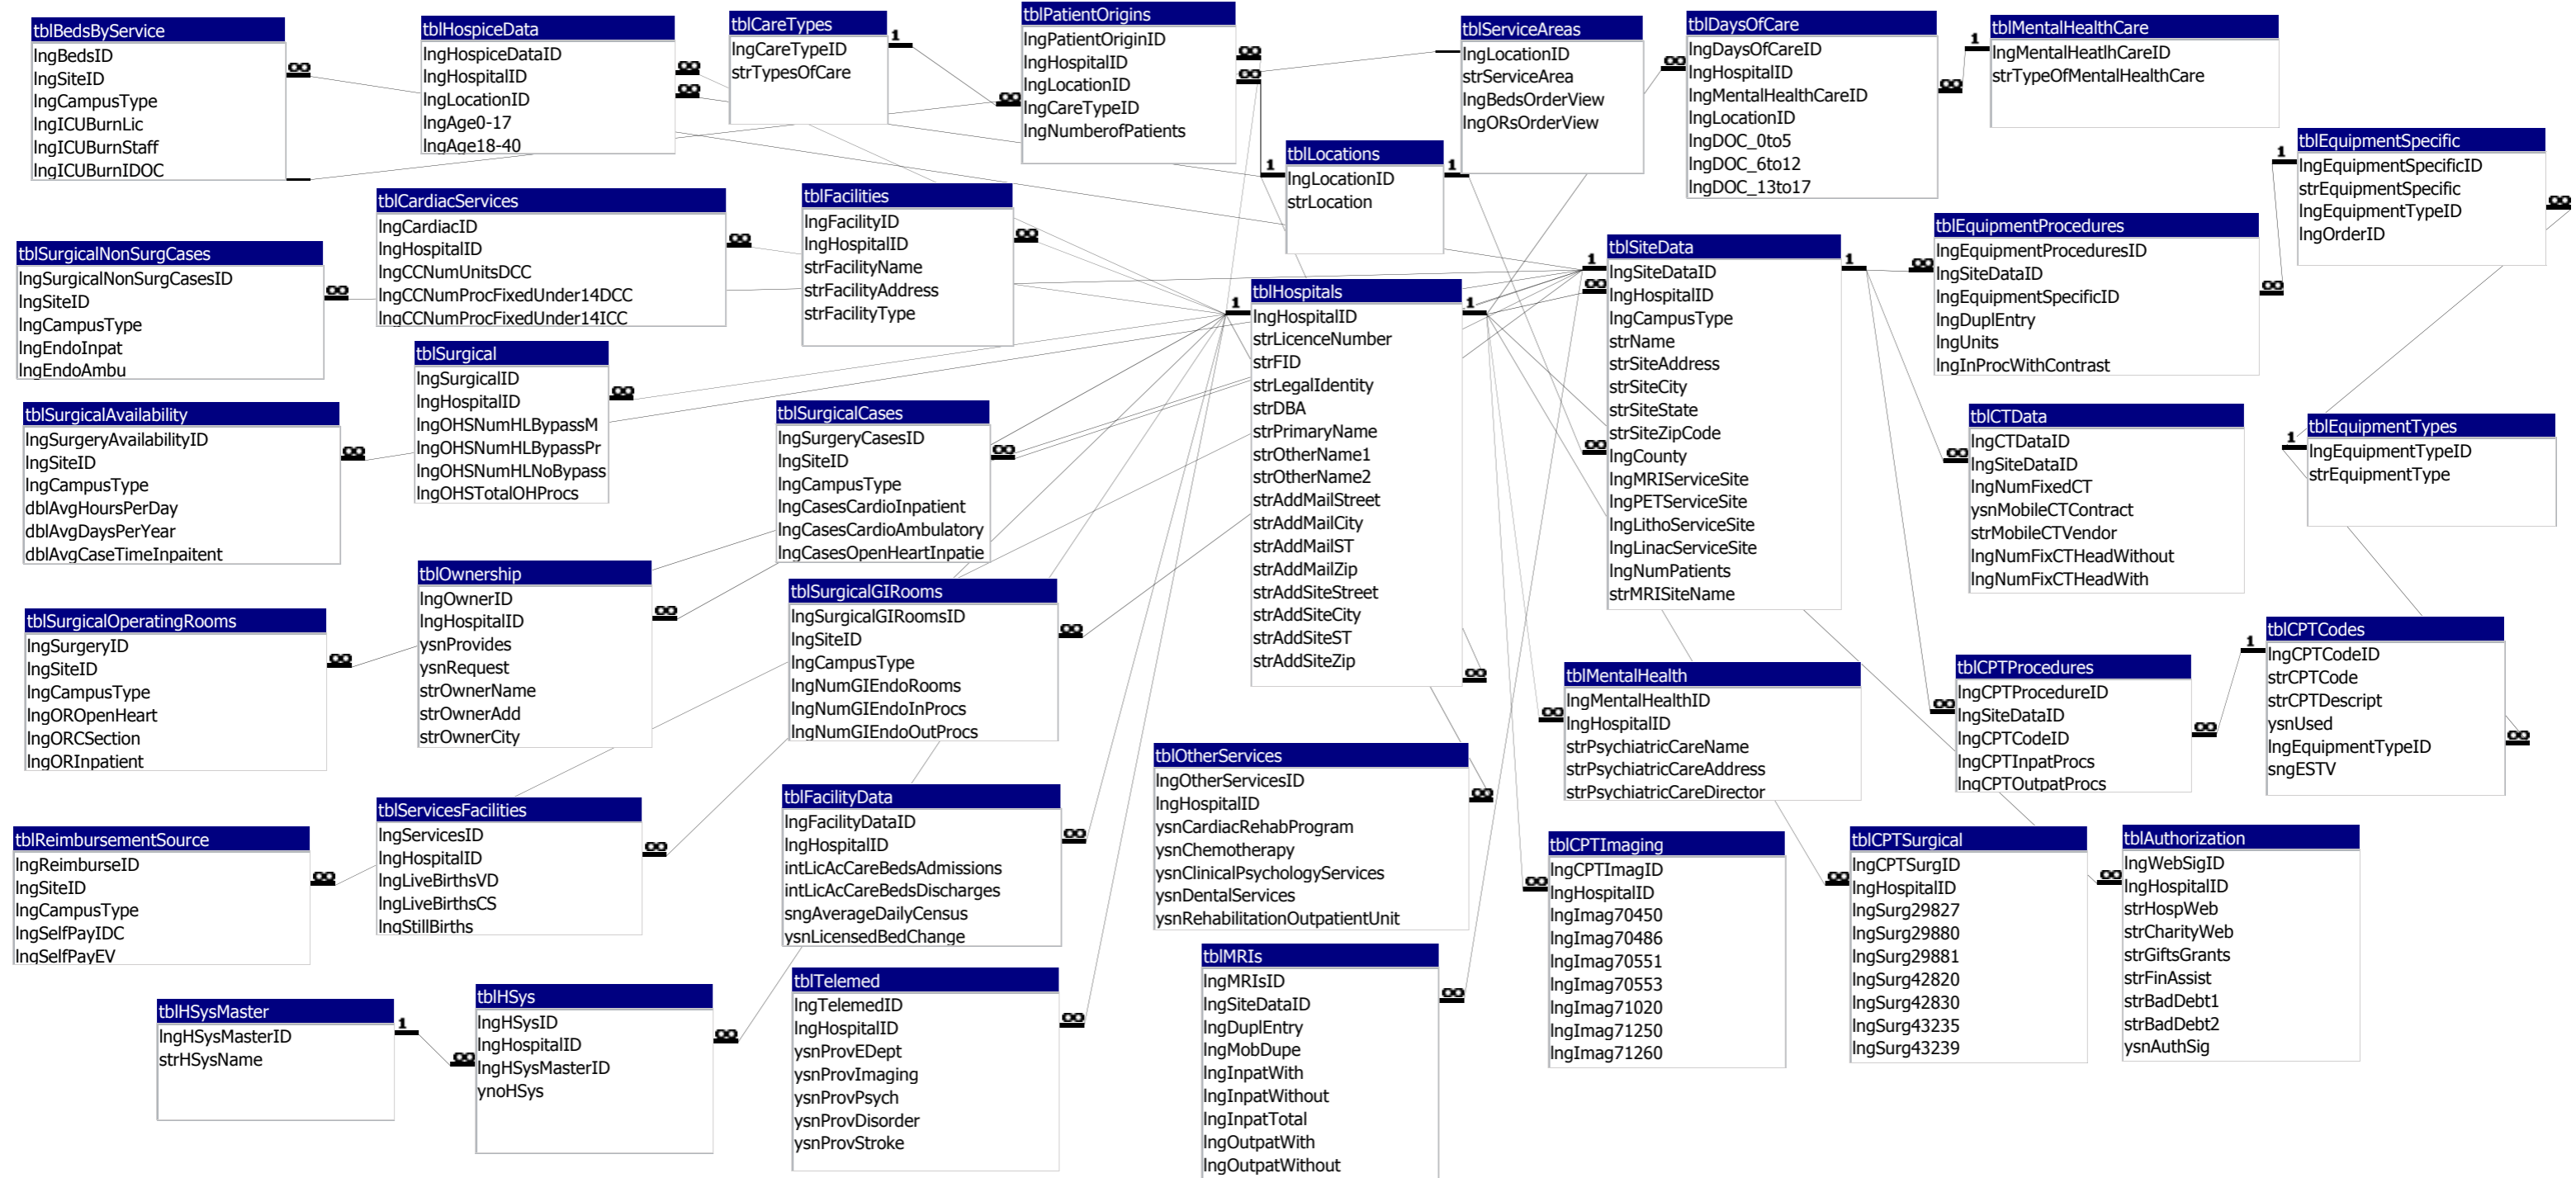 tblBedsByService
lngBedsID
lngSiteID
lngCampusType
lngICUBurnLic
lngICUBurnStaff
lngICUBurnIDOC
tblHospiceData
lngHospiceDataID
lngHospitalID
lngLocationID
lngAge0-17
lngAge18-40
tblCareTypes
lngCareTypeID
strTypesOfCare
tblPatientOrigins
lngPatientOriginID
lngHospitalID
lngLocationID
lngCareTypeID
lngNumberofPatients
tblServiceAreas
lngLocationID
strServiceArea
lngBedsOrderView
lngORsOrderView
tblDaysOfCare
lngDaysOfCareID
lngHospitalID
lngMentalHealthCareID
lngLocationID
lngDOC_0to5
lngDOC_6to12
lngDOC_13to17
tblMentalHealthCare
lngMentalHeatlhCareID
strTypeOfMentalHealthCare
tblEquipmentSpecific
lngEquipmentSpecificID
strEquipmentSpecific
lngEquipmentTypeID
lngOrderID
tblLocations
lngLocationID
strLocation
tblCardiacServices
lngCardiacID
lngHospitalID
lngCCNumUnitsDCC
lngCCNumProcFixedUnder14DCC
lngCCNumProcFixedUnder14ICC
tblFacilities
lngFacilityID
lngHospitalID
strFacilityName
strFacilityAddress
strFacilityType
tblSurgicalNonSurgCases
lngSurgicalNonSurgCasesID
lngSiteID
lngCampusType
lngEndoInpat
lngEndoAmbu
tblHospitals
lngHospitalID
strLicenceNumber
strFID
strLegalIdentity
strDBA
strPrimaryName
strOtherName1
strOtherName2
strAddMailStreet
strAddMailCity
strAddMailST
strAddMailZip
strAddSiteStreet
strAddSiteCity
strAddSiteST
strAddSiteZip
tblSiteData
lngSiteDataID
lngHospitalID
lngCampusType
strName
strSiteAddress
strSiteCity
strSiteState
strSiteZipCode
lngCounty
lngMRIServiceSite
lngPETServiceSite
lngLithoServiceSite
lngLinacServiceSite
lngNumPatients
strMRISiteName
tblEquipmentProcedures
lngEquipmentProceduresID
lngSiteDataID
lngEquipmentSpecificID
lngDuplEntry
lngUnits
lngInProcWithContrast
tblSurgical
lngSurgicalID
lngHospitalID
lngOHSNumHLBypassM
lngOHSNumHLBypassPr
lngOHSNumHLNoBypass
lngOHSTotalOHProcs
tblSurgicalAvailability
lngSurgeryAvailabilityID
lngSiteID
lngCampusType
dblAvgHoursPerDay
dblAvgDaysPerYear
dblAvgCaseTimeInpaitent
tblSurgicalCases
lngSurgeryCasesID
lngSiteID
lngCampusType
lngCasesCardioInpatient
lngCasesCardioAmbulatory
lngCasesOpenHeartInpatie
tblCTData
lngCTDataID
lngSiteDataID
lngNumFixedCT
ysnMobileCTContract
strMobileCTVendor
lngNumFixCTHeadWithout
lngNumFixCTHeadWith
tblEquipmentTypes
lngEquipmentTypeID
strEquipmentType
tblOwnership
lngOwnerID
lngHospitalID
ysnProvides
ysnRequest
strOwnerName
strOwnerAdd
strOwnerCity
tblSurgicalGIRooms
lngSurgicalGIRoomsID
lngSiteID
lngCampusType
lngNumGIEndoRooms
lngNumGIEndoInProcs
lngNumGIEndoOutProcs
tblSurgicalOperatingRooms
lngSurgeryID
lngSiteID
lngCampusType
lngOROpenHeart
lngORCSection
lngORInpatient
tblMentalHealth
lngMentalHealthID
lngHospitalID
strPsychiatricCareName
strPsychiatricCareAddress
strPsychiatricCareDirector
tblCPTProcedures
lngCPTProcedureID
lngSiteDataID
lngCPTCodeID
lngCPTInpatProcs
lngCPTOutpatProcs
tblCPTCodes
lngCPTCodeID
strCPTCode
strCPTDescript
ysnUsed
lngEquipmentTypeID
sngESTV
tblOtherServices
lngOtherServicesID
lngHospitalID
ysnCardiacRehabProgram
ysnChemotherapy
ysnClinicalPsychologyServices
ysnDentalServices
ysnRehabilitationOutpatientUnit
tblReimbursementSource
lngReimburseID
lngSiteID
lngCampusType
lngSelfPayIDC
lngSelfPayEV
tblServicesFacilities
lngServicesID
lngHospitalID
lngLiveBirthsVD
lngLiveBirthsCS
lngStillBirths
tblFacilityData
lngFacilityDataID
lngHospitalID
intLicAcCareBedsAdmissions
intLicAcCareBedsDischarges
sngAverageDailyCensus
ysnLicensedBedChange
tblCPTImaging
lngCPTImagID
lngHospitalID
lngImag70450
lngImag70486
lngImag70551
lngImag70553
lngImag71020
lngImag71250
lngImag71260
tblCPTSurgical
lngCPTSurgID
lngHospitalID
lngSurg29827
lngSurg29880
lngSurg29881
lngSurg42820
lngSurg42830
lngSurg43235
lngSurg43239
tblAuthorization
lngWebSigID
lngHospitalID
strHospWeb
strCharityWeb
strGiftsGrants
strFinAssist
strBadDebt1
strBadDebt2
ysnAuthSig
tblHSysMaster
lngHSysMasterID
strHSysName
tblHSys
lngHSysID
lngHospitalID
lngHSysMasterID
ynoHSys
tblTelemed
lngTelemedID
lngHospitalID
ysnProvEDept
ysnProvImaging
ysnProvPsych
ysnProvDisorder
ysnProvStroke
tblMRIs
lngMRIsID
lngSiteDataID
lngDuplEntry
lngMobDupe
lngInpatWith
lngInpatWithout
lngInpatTotal
lngOutpatWith
lngOutpatWithout